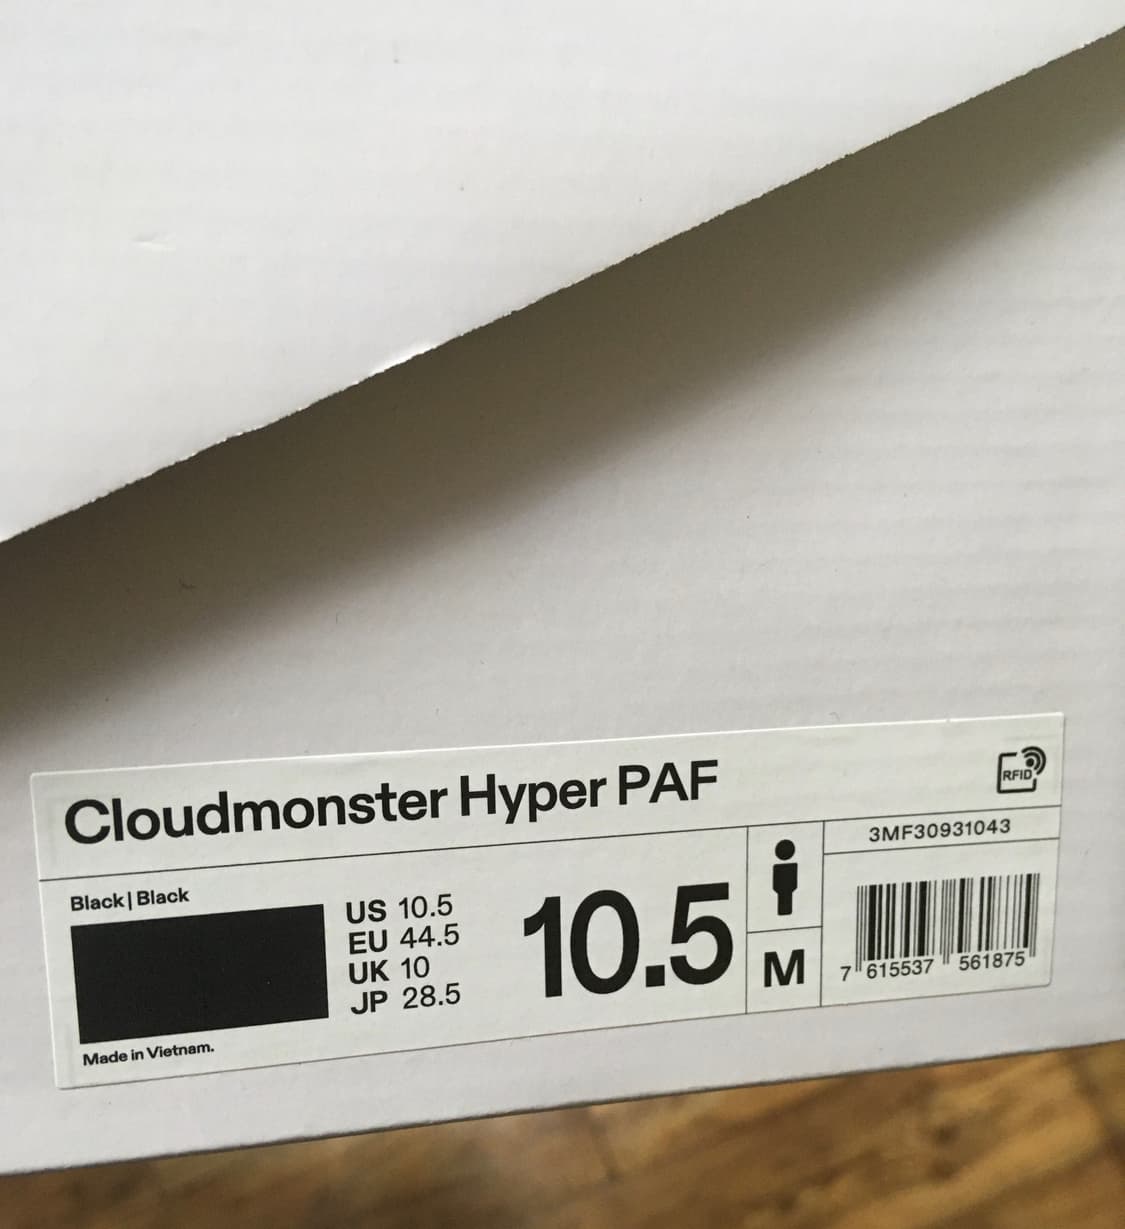 Cloudmonster Hyper PAF
RFID
3MF30931043
Black | Black
US 10.5
EU 44.5
UK 10
JP 28.5
10.5
M
7 615537 561875
Made in Vietnam.